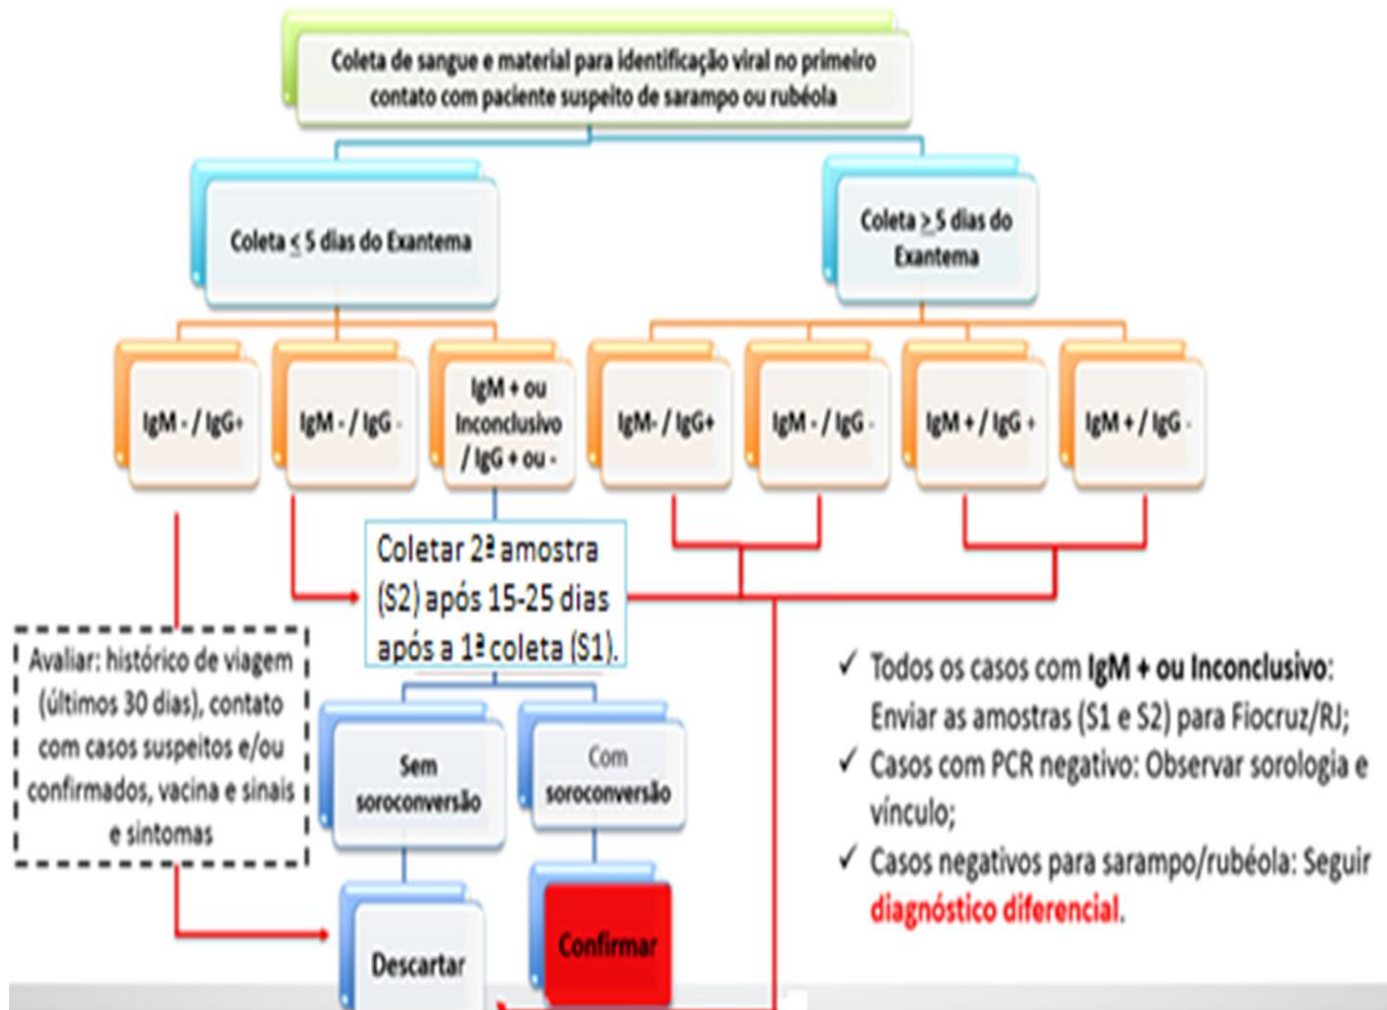 Coleta de sangue e material para identificação viral no primeiro
contato com paciente suspeito de sarampo ou rubéola
Coleta ≤ 5 dias do Exantema
Coleta ≥ 5 dias do
Exantema
IgM - / IgG+
IgM - / IgG -
IgM + ou
Inconclusivo
/ IgG + ou -
IgM- / IgG+
IgM - / IgG -
IgM + / IgG +
IgM + / IgG -
Coletar 2ª amostra
(S2) após 15-25 dias
após a 1ª coleta (S1).
Avaliar: histórico de viagem
(últimos 30 dias), contato
com casos suspeitos e/ou
confirmados, vacina e sinais
e sintomas
Sem
soroconversão
Com
soroconversão
Descartar
Confirmar
✓ Todos os casos com IgM + ou Inconclusivo:
Enviar as amostras (S1 e S2) para Fiocruz/RJ;
✓ Casos com PCR negativo: Observar sorologia e
vínculo;
✓ Casos negativos para sarampo/rubéola: Seguir
diagnóstico diferencial.